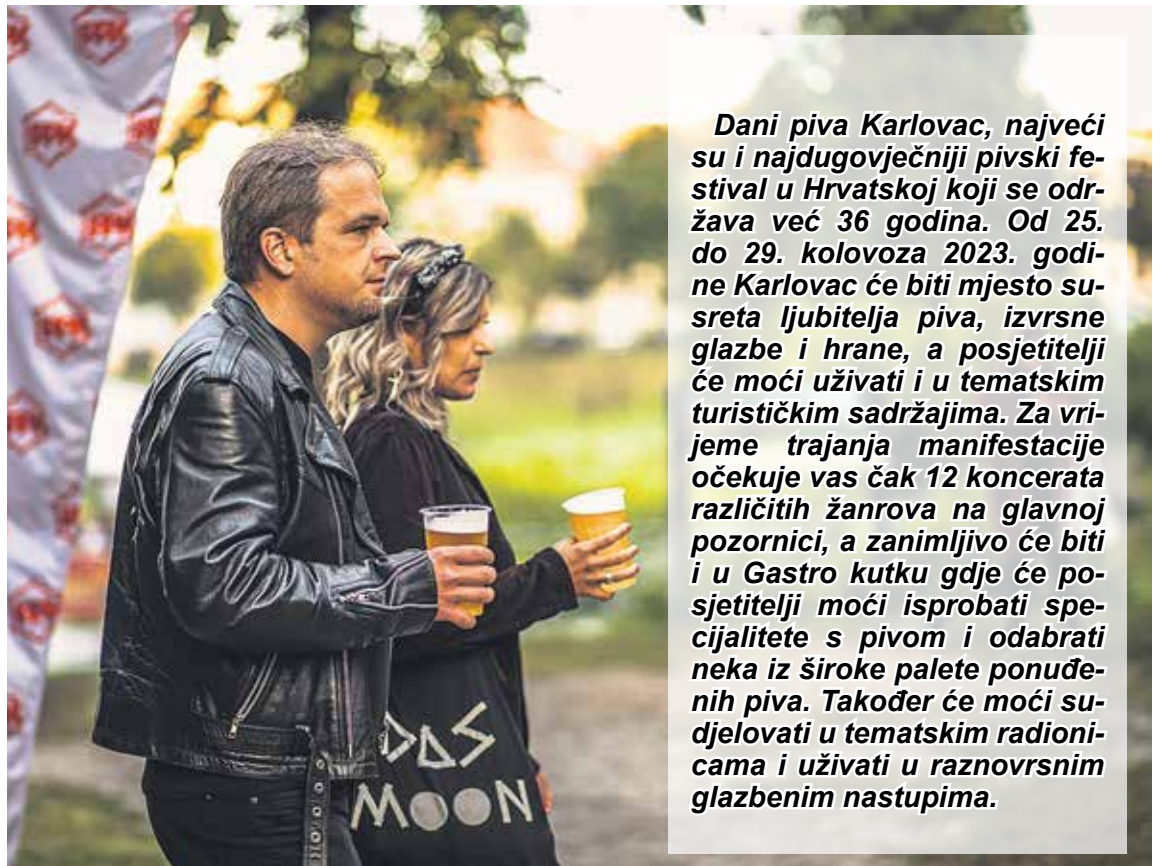 Dani piva Karlovac, najveći
su i najdugovječniji pivski fe-
stival u Hrvatskoj koji se odr-
žava već 36 godina. Od 25.
do 29. kolovoza 2023. godi-
ne Karlovac će biti mjesto su-
sreta ljubitelja piva, izvrsne
glazbe i hrane, a posjetitelji
će moći uživati i u tematskim
turističkim sadržajima. Za vri-
jeme trajanja manifestacije
očekuje vas čak 12 koncerata
različitih žanrova na glavnoj
pozornici, a zanimljivo će biti
i u Gastro kutku gdje će po-
sjetitelji moći isprobati spe-
cijalitete s pivom i odabrati
neka iz široke palete ponuđe-
nih piva. Također će moći su-
djelovati u tematskim radioni-
cama i uživati u raznovrsnim
glazbenim nastupima.
DAS
MOON